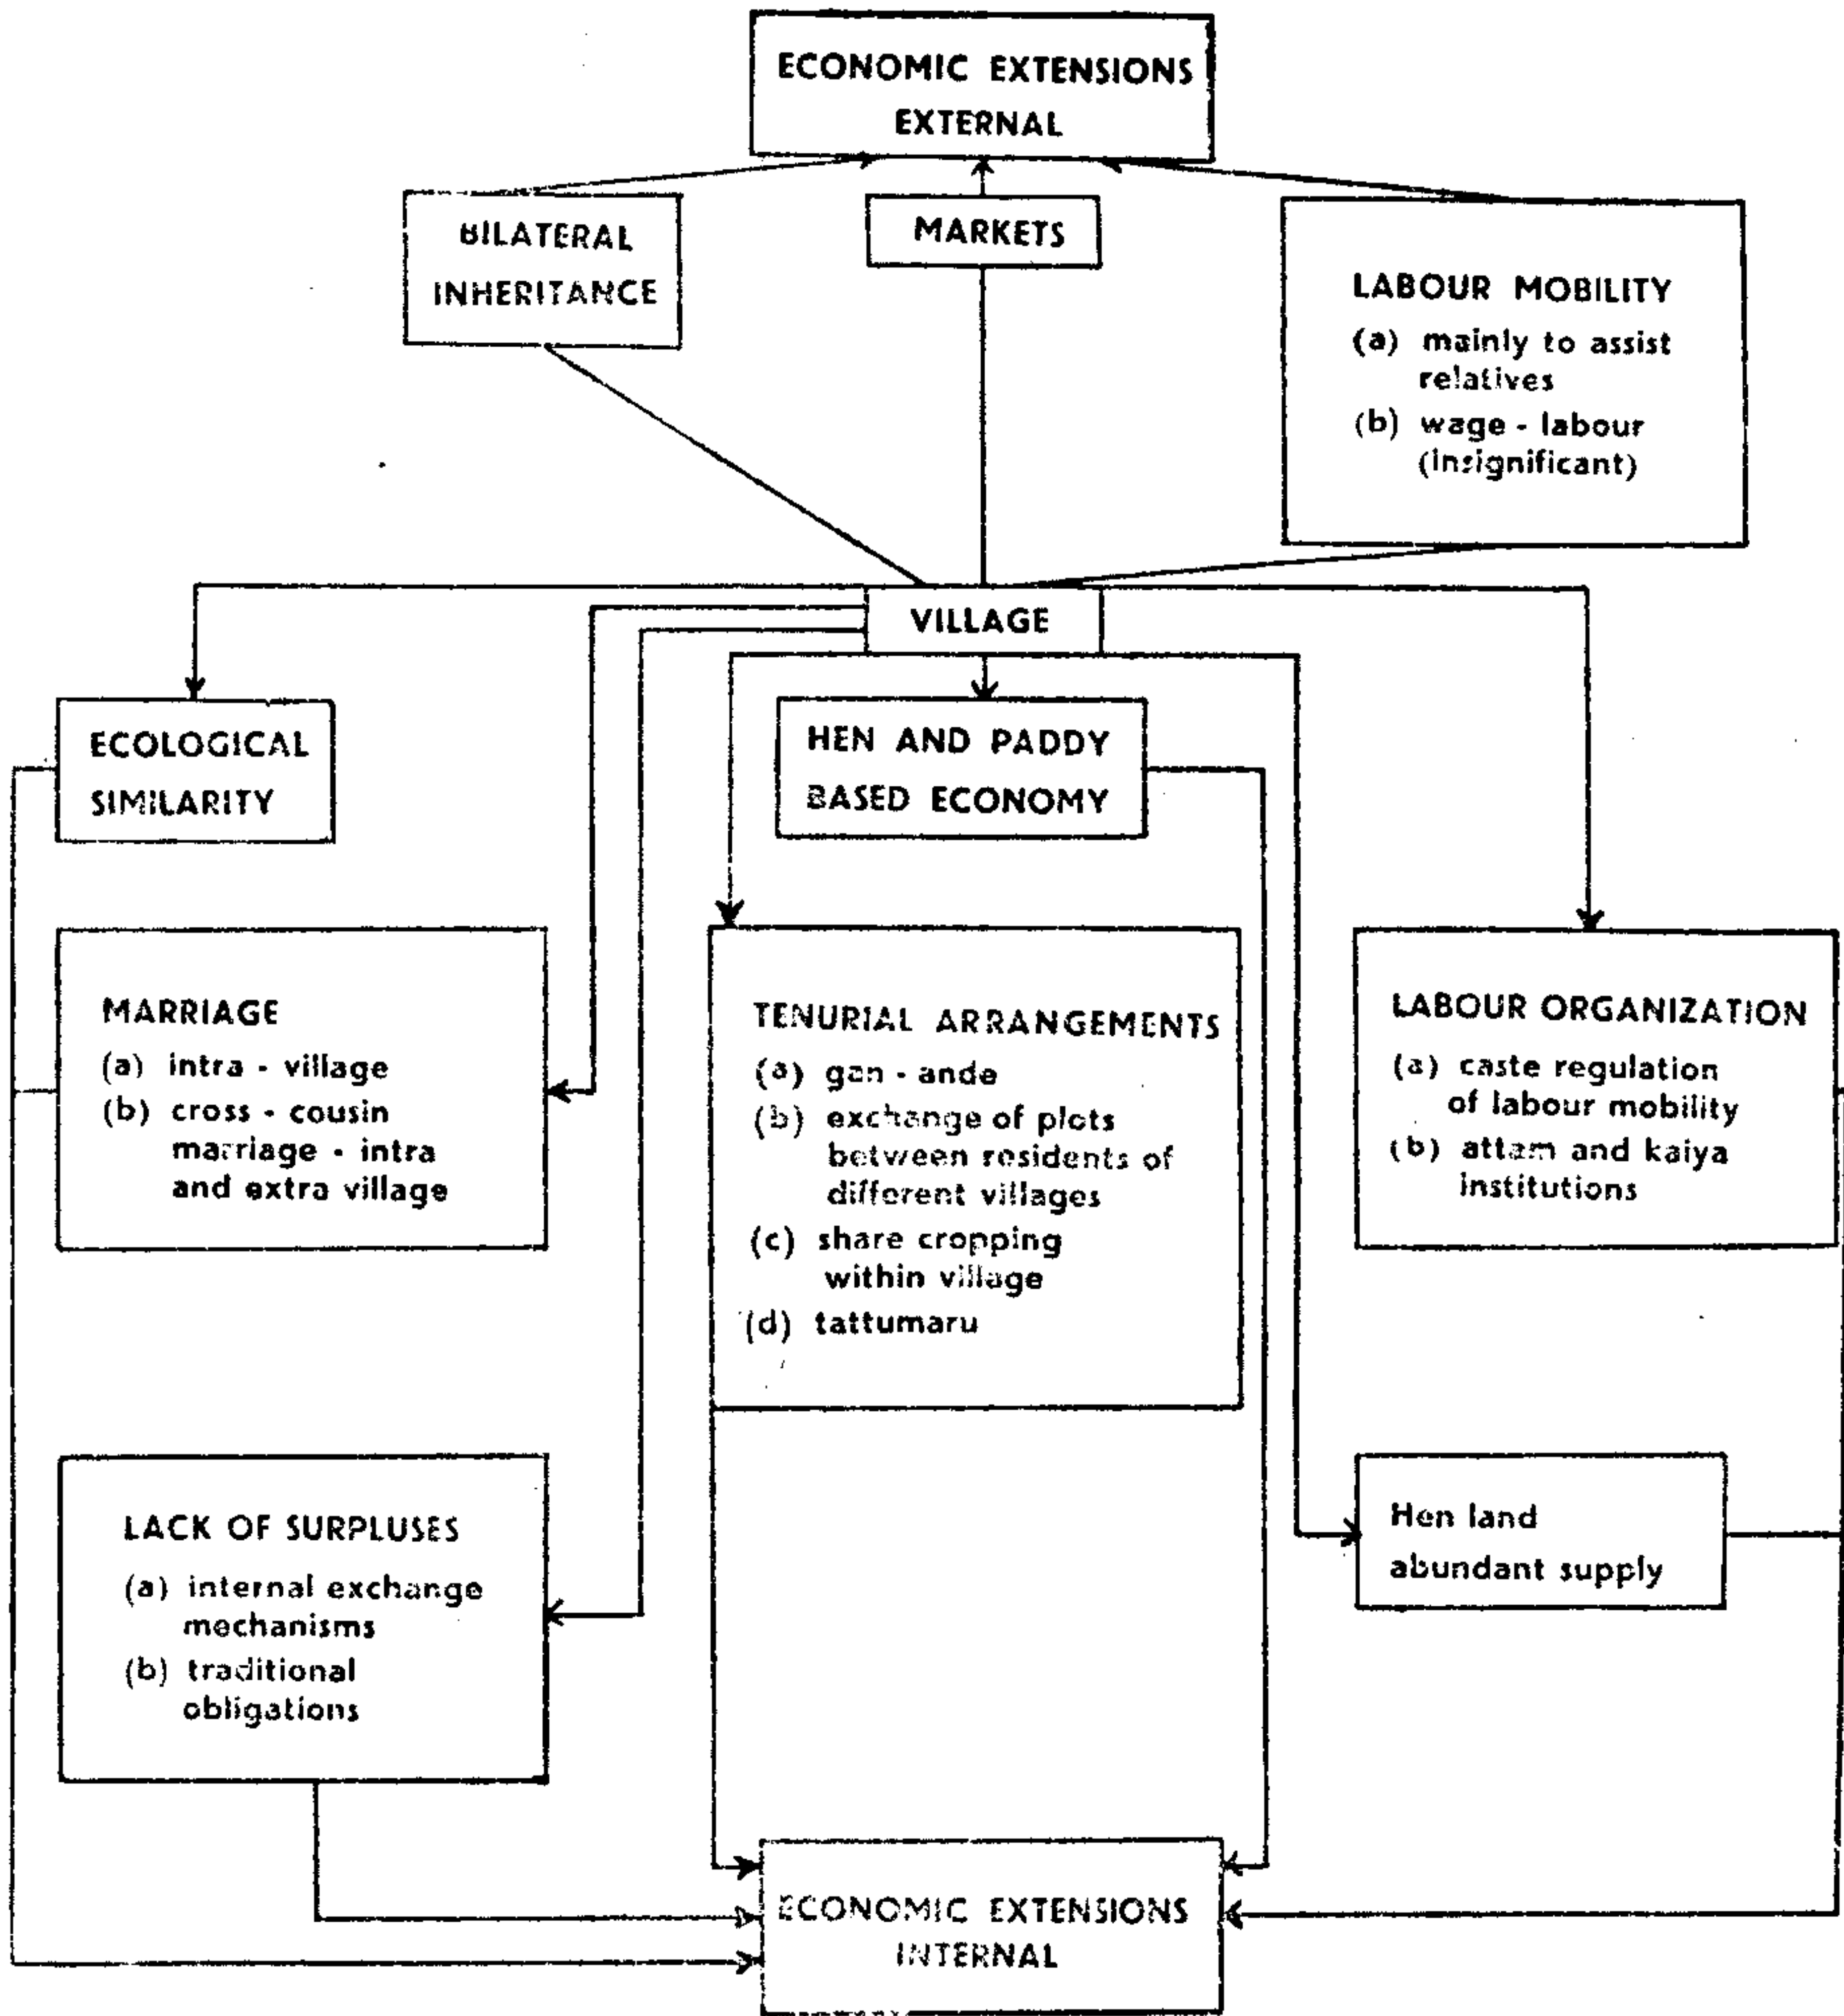 ECONOMIC EXTENSIONS
EXTERNAL
BILATERAL
INHERITANCE
MARKETS
LABOUR MOBILITY
(a) mainly to assist
relatives
(b) wage - labour
(insignificant)
VILLAGE
ECOLOGICAL
SIMILARITY
HEN AND PADDY
BASED ECONOMY
MARRIAGE
(a) intra - village
(b) cross - cousin
marriage - intra
and extra village
TENURIAL ARRANGEMENTS
(a) gan - ande
(b) exchange of plots
between residents of
different villages
(c) share cropping
within village
(d) tattumaru
LABOUR ORGANIZATION
(a) caste regulation
of labour mobility
(b) attam and kaiya
institutions
LACK OF SURPLUSES
(a) internal exchange
mechanisms
(b) traditional
obligations
Hen land
abundant supply
ECONOMIC EXTENSIONS
INTERNAL